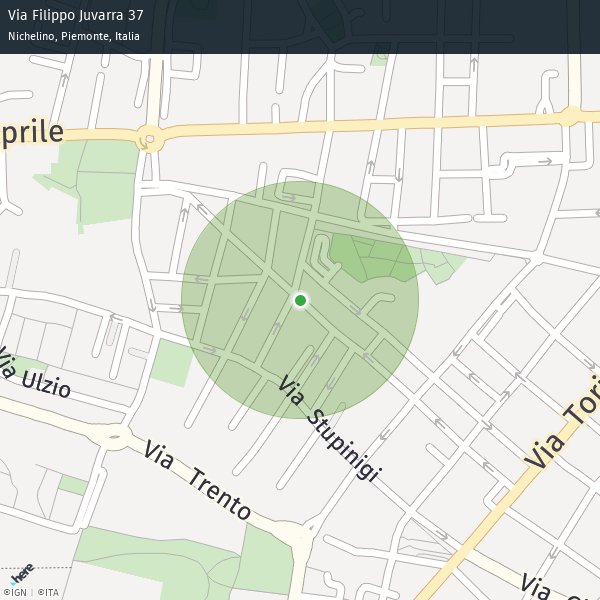 Via Filippo Juvarra 37
Nichelino, Piemonte, Italia
prile
Via Ulzio
Via Stupinigi
Via Trento
Via Tori
Via
here
©IGN | ©ITA